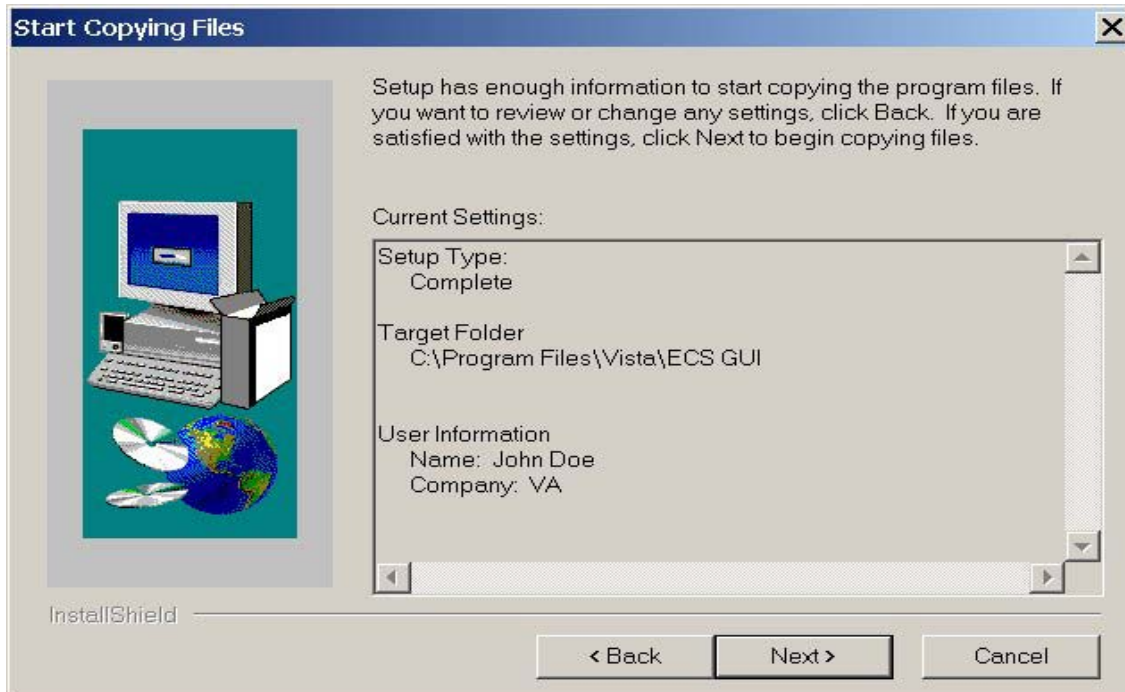 Start Copying Files
Setup has enough information to start copying the program files. If
you want to review or change any settings, click Back. If you are
satisfied with the settings, click Next to begin copying files.
Current Settings:
Setup Type:
Complete
Target Folder
C:\Program Files\Vista\ECS GUI
User Information
Name: John Doe
Company: VA
InstallShield
< Back
Next >
Cancel